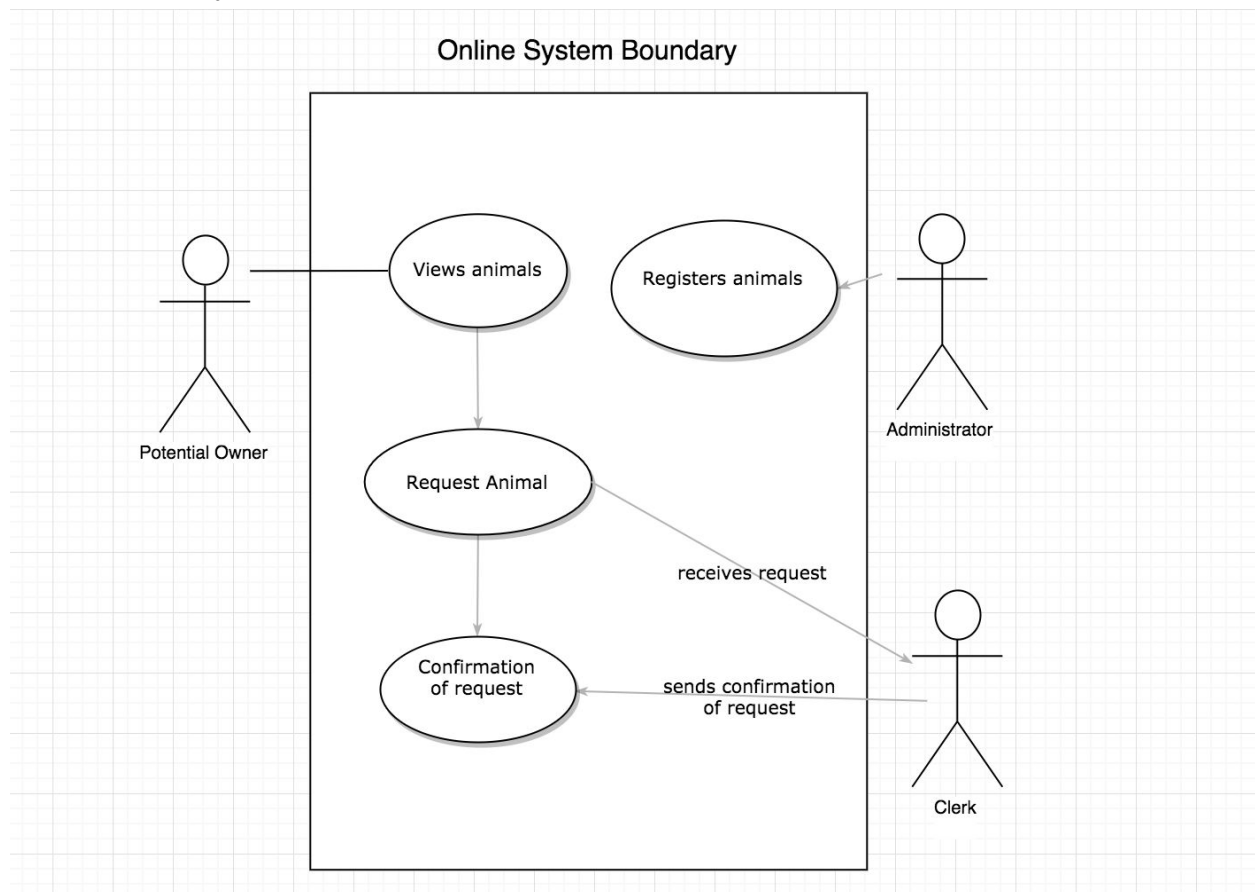 Online System Boundary
Views animals
Registers animals
Potential Owner
Administrator
Request Animal
receives request
Confirmation
of request
sends confirmation
of request
Clerk